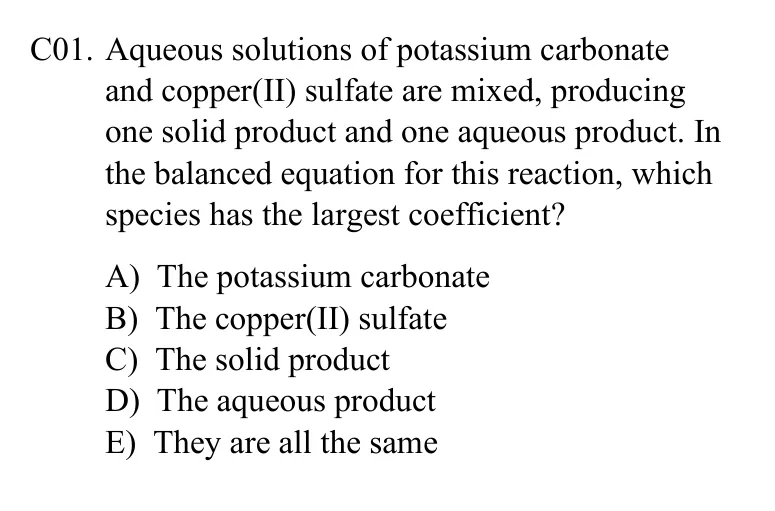 C01. Aqueous solutions of potassium carbonate
and copper(II) sulfate are mixed, producing
one solid product and one aqueous product. In
the balanced equation for this reaction, which
species has the largest coefficient?
A) The potassium carbonate
B) The copper(II) sulfate
C) The solid product
D) The aqueous product
E) They are all the same